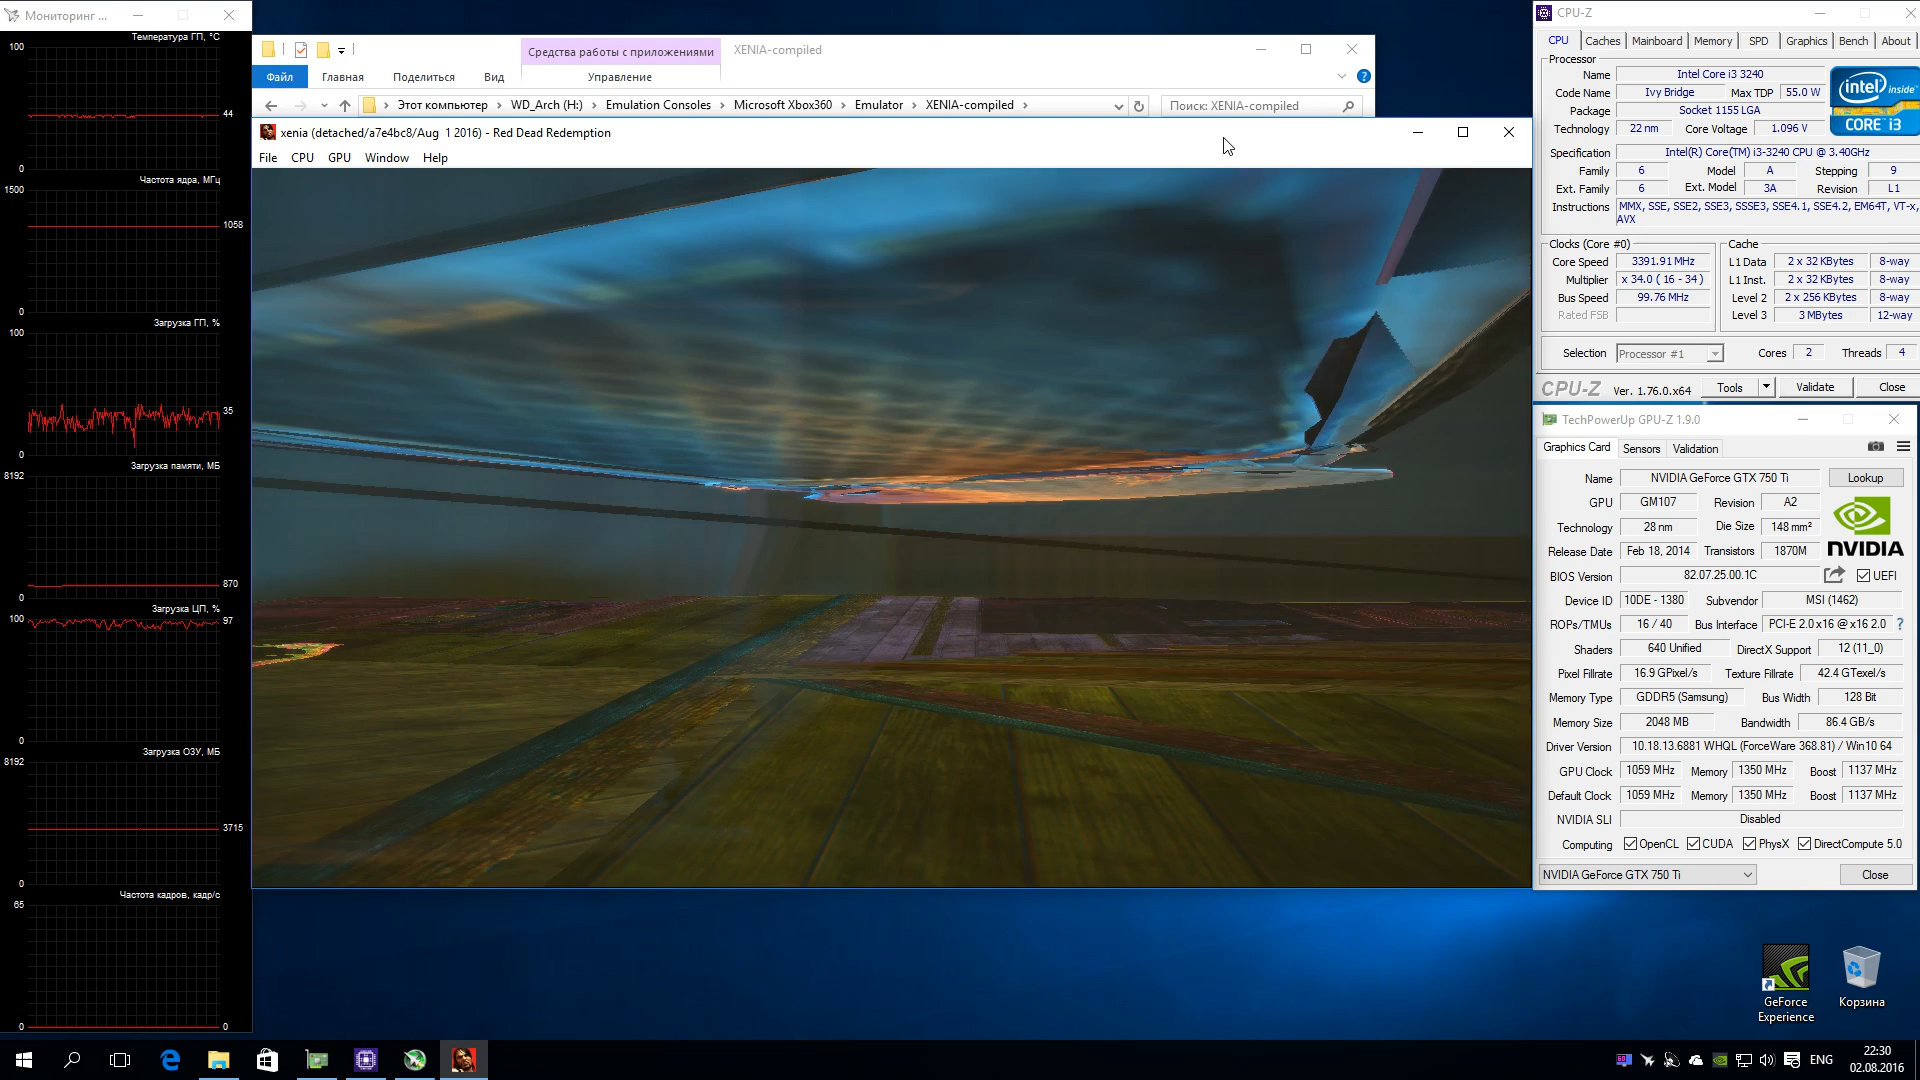 Мониторинг ...
Температура ГП, °C
100
44
0
Частота ядра, МГц
1500
1058
0
Загрузка ГП, %
100
35
0
Загрузка памяти, МБ
8192
870
0
Загрузка ЦП, %
100
97
0
Загрузка ОЗУ, МБ
8192
3715
0
Частота кадров, кадр/с
65
0
0
Средства работы с приложениями
XENIA-compiled
Файл
Главная
Поделиться
Вид
Управление
Этот компьютер > WD_Arch (H:) > Emulation Consoles > Microsoft Xbox360 > Emulator > XENIA-compiled >
Поиск: XENIA-compiled
xenia (detached/a7e4bc8/Aug 1 2016) - Red Dead Redemption
File CPU GPU Window Help
CPU-Z
CPU Caches Mainboard Memory SPD Graphics Bench About
Processor
Name Intel Core i3 3240
Code Name Ivy Bridge Max TDP 55.0 W
Package Socket 1155 LGA
Technology 22 nm Core Voltage 1.096 V
intel inside™
CORE i3
Specification Intel(R) Core(TM) i3-3240 CPU @ 3.40GHz
Family 6 Model A Stepping 9
Ext. Family 6 Ext. Model 3A Revision L1
Instructions MMX, SSE, SSE2, SSE3, SSSE3, SSE4.1, SSE4.2, EM64T, VT-x,
AVX
Clocks (Core #0)
Core Speed 3391.91 MHz
Multiplier x 34.0 ( 16 - 34 )
Bus Speed 99.76 MHz
Rated FSB
Cache
L1 Data 2 x 32 KBytes 8-way
L1 Inst. 2 x 32 KBytes 8-way
Level 2 2 x 256 KBytes 8-way
Level 3 3 MBytes 12-way
Selection Processor #1 Cores 2 Threads 4
CPU-Z Ver. 1.76.0.x64 Tools Validate Close
TechPowerUp GPU-Z 1.9.0
Graphics Card Sensors Validation
Name NVIDIA GeForce GTX 750 Ti Lookup
GPU GM107 Revision A2
Technology 28 nm Die Size 148 mm²
Release Date Feb 18, 2014 Transistors 1870M
NVIDIA
BIOS Version 82.07.25.00.1C UEFI
Device ID 10DE - 1380 Subvendor MSI (1462)
ROPs/TMUs 16 / 40 Bus Interface PCI-E 2.0 x16 @ x16 2.0 ?
Shaders 640 Unified DirectX Support 12 (11_0)
Pixel Fillrate 16.9 GPixel/s Texture Fillrate 42.4 GTexel/s
Memory Type GDDR5 (Samsung) Bus Width 128 Bit
Memory Size 2048 MB Bandwidth 86.4 GB/s
Driver Version 10.18.13.6881 WHQL (ForceWare 368.81) / Win10 64
GPU Clock 1059 MHz Memory 1350 MHz Boost 1137 MHz
Default Clock 1059 MHz Memory 1350 MHz Boost 1137 MHz
NVIDIA SLI Disabled
Computing OpenCL CUDA PhysX DirectCompute 5.0
NVIDIA GeForce GTX 750 Ti Close
GeForce
Experience
Корзина
60
ENG
22:30
02.08.2016